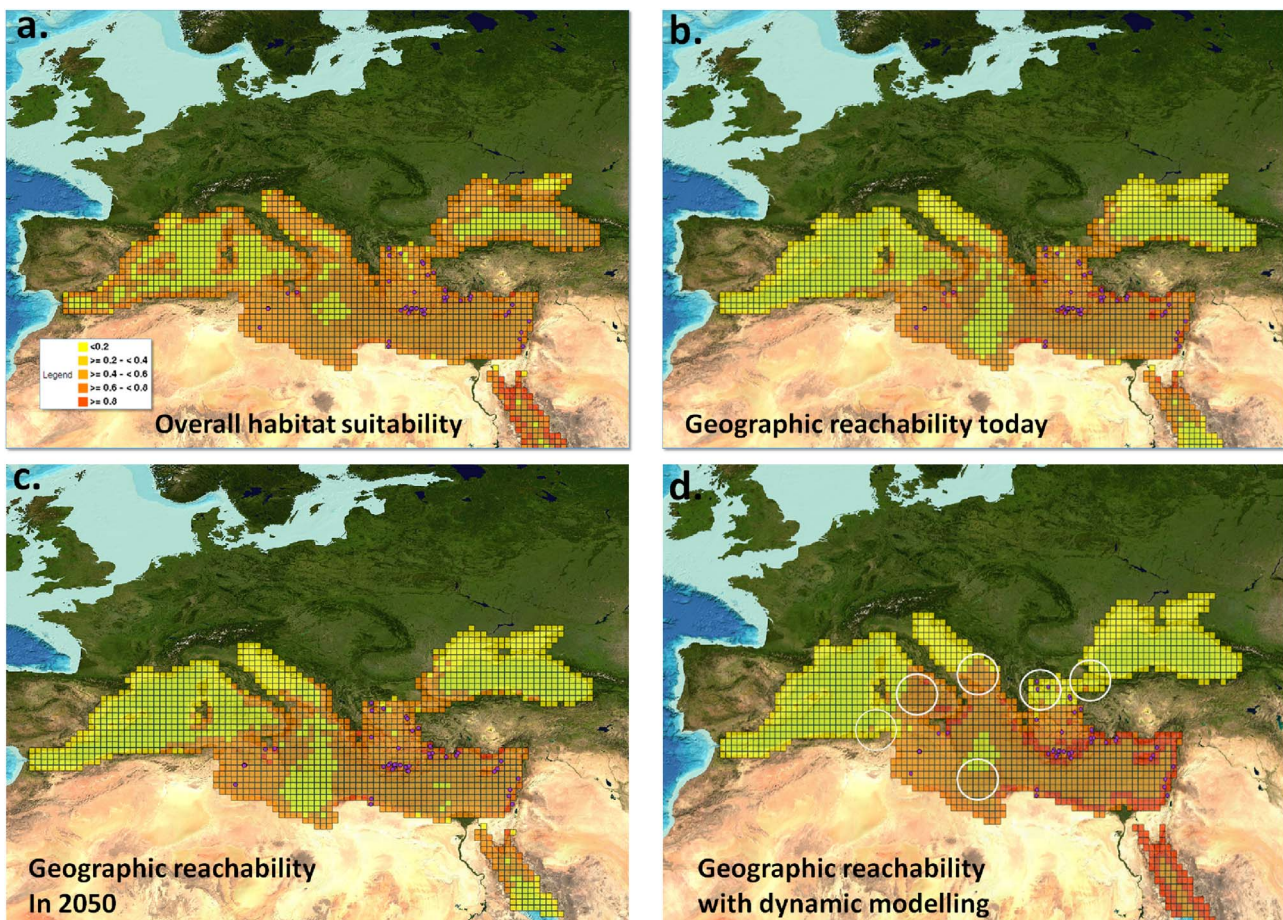 a.
b.
<0.2
>= 0.2 - < 0.4
Legend >= 0.4 - < 0.6
>= 0.6 - < 0.8
>= 0.8
Overall habitat suitability
Geographic reachability today
c.
d.
Geographic reachability
In 2050
Geographic reachability
with dynamic modelling